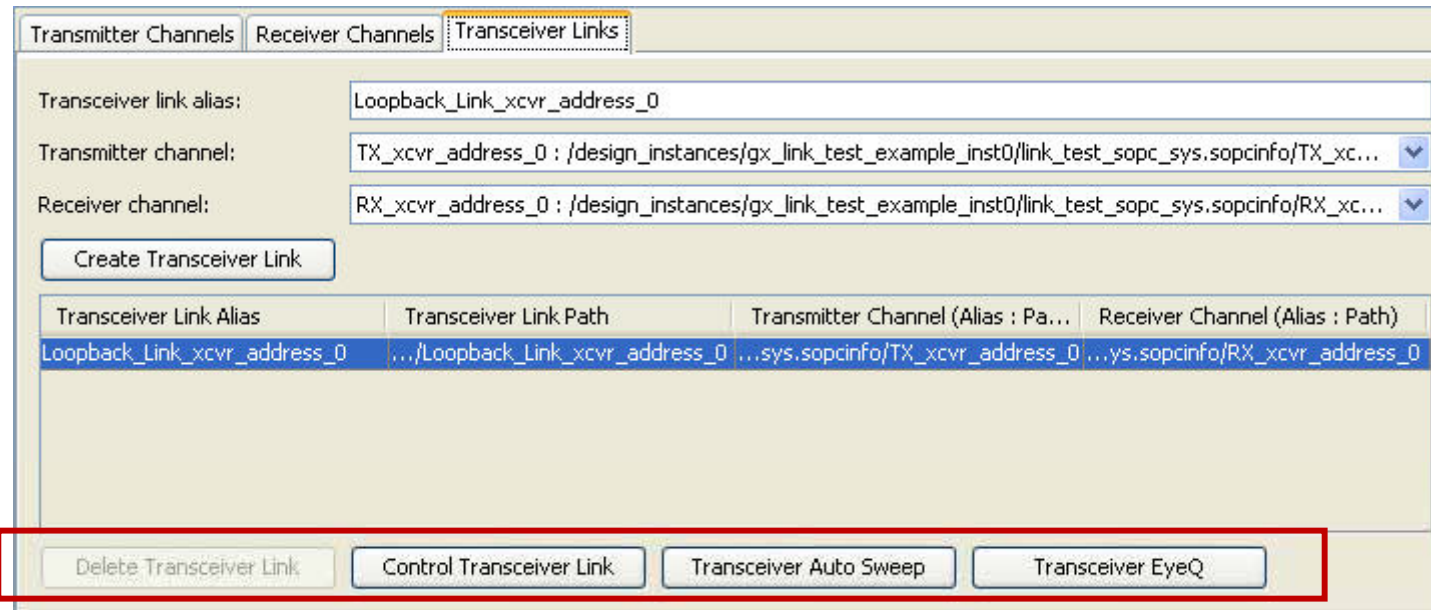 Transmitter Channels Receiver Channels Transceiver Links
Transceiver link alias: Loopback_Link_xcvr_address_0
Transmitter channel: TX_xcvr_address_0 : /design_instances/gx_link_test_example_inst0/link_test_sopc_sys.sopcinfo/TX_xc...
Receiver channel: RX_xcvr_address_0 : /design_instances/gx_link_test_example_inst0/link_test_sopc_sys.sopcinfo/RX_xc...
Create Transceiver Link
Transceiver Link Alias Transceiver Link Path Transmitter Channel (Alias : Pa... Receiver Channel (Alias : Path)
Loopback_Link_xcvr_address_0 .../Loopback_Link_xcvr_address_0 ...sys.sopcinfo/TX_xcvr_address_0 ...ys.sopcinfo/RX_xcvr_address_0
Delete Transceiver Link Control Transceiver Link Transceiver Auto Sweep Transceiver EyeQ